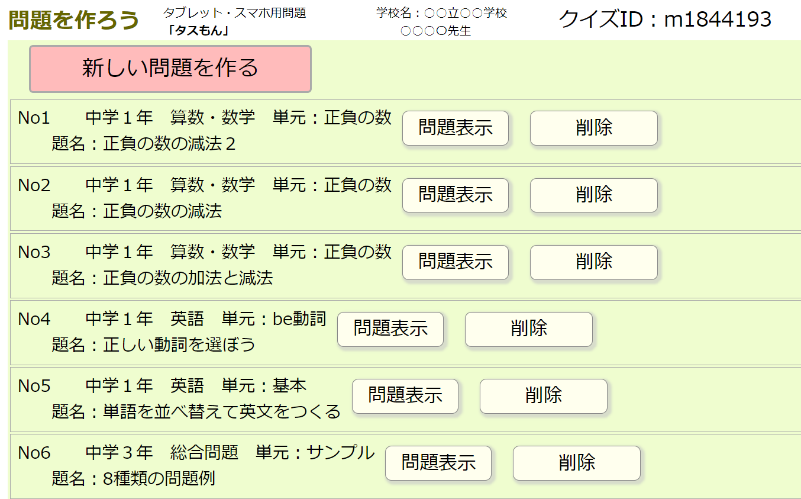 問題を作ろう
タブレット・スマホ用問題
「タスもん」
学校名：○○立○○学校
○○○○先生
クイズID：m1844193
新しい問題を作る
No1　　中学１年　算数・数学　単元：正負の数　問題表示　削除
題名：正負の数の減法２
No2　　中学１年　算数・数学　単元：正負の数　問題表示　削除
題名：正負の数の減法
No3　　中学１年　算数・数学　単元：正負の数　問題表示　削除
題名：正負の数の加法と減法
No4　　中学１年　英語　単元：be動詞　問題表示　削除
題名：正しい動詞を選ぼう
No5　　中学１年　英語　単元：基本　問題表示　削除
題名：単語を並べ替えて英文をつくる
No6　　中学３年　総合問題　単元：サンプル　問題表示　削除
題名：8種類の問題例